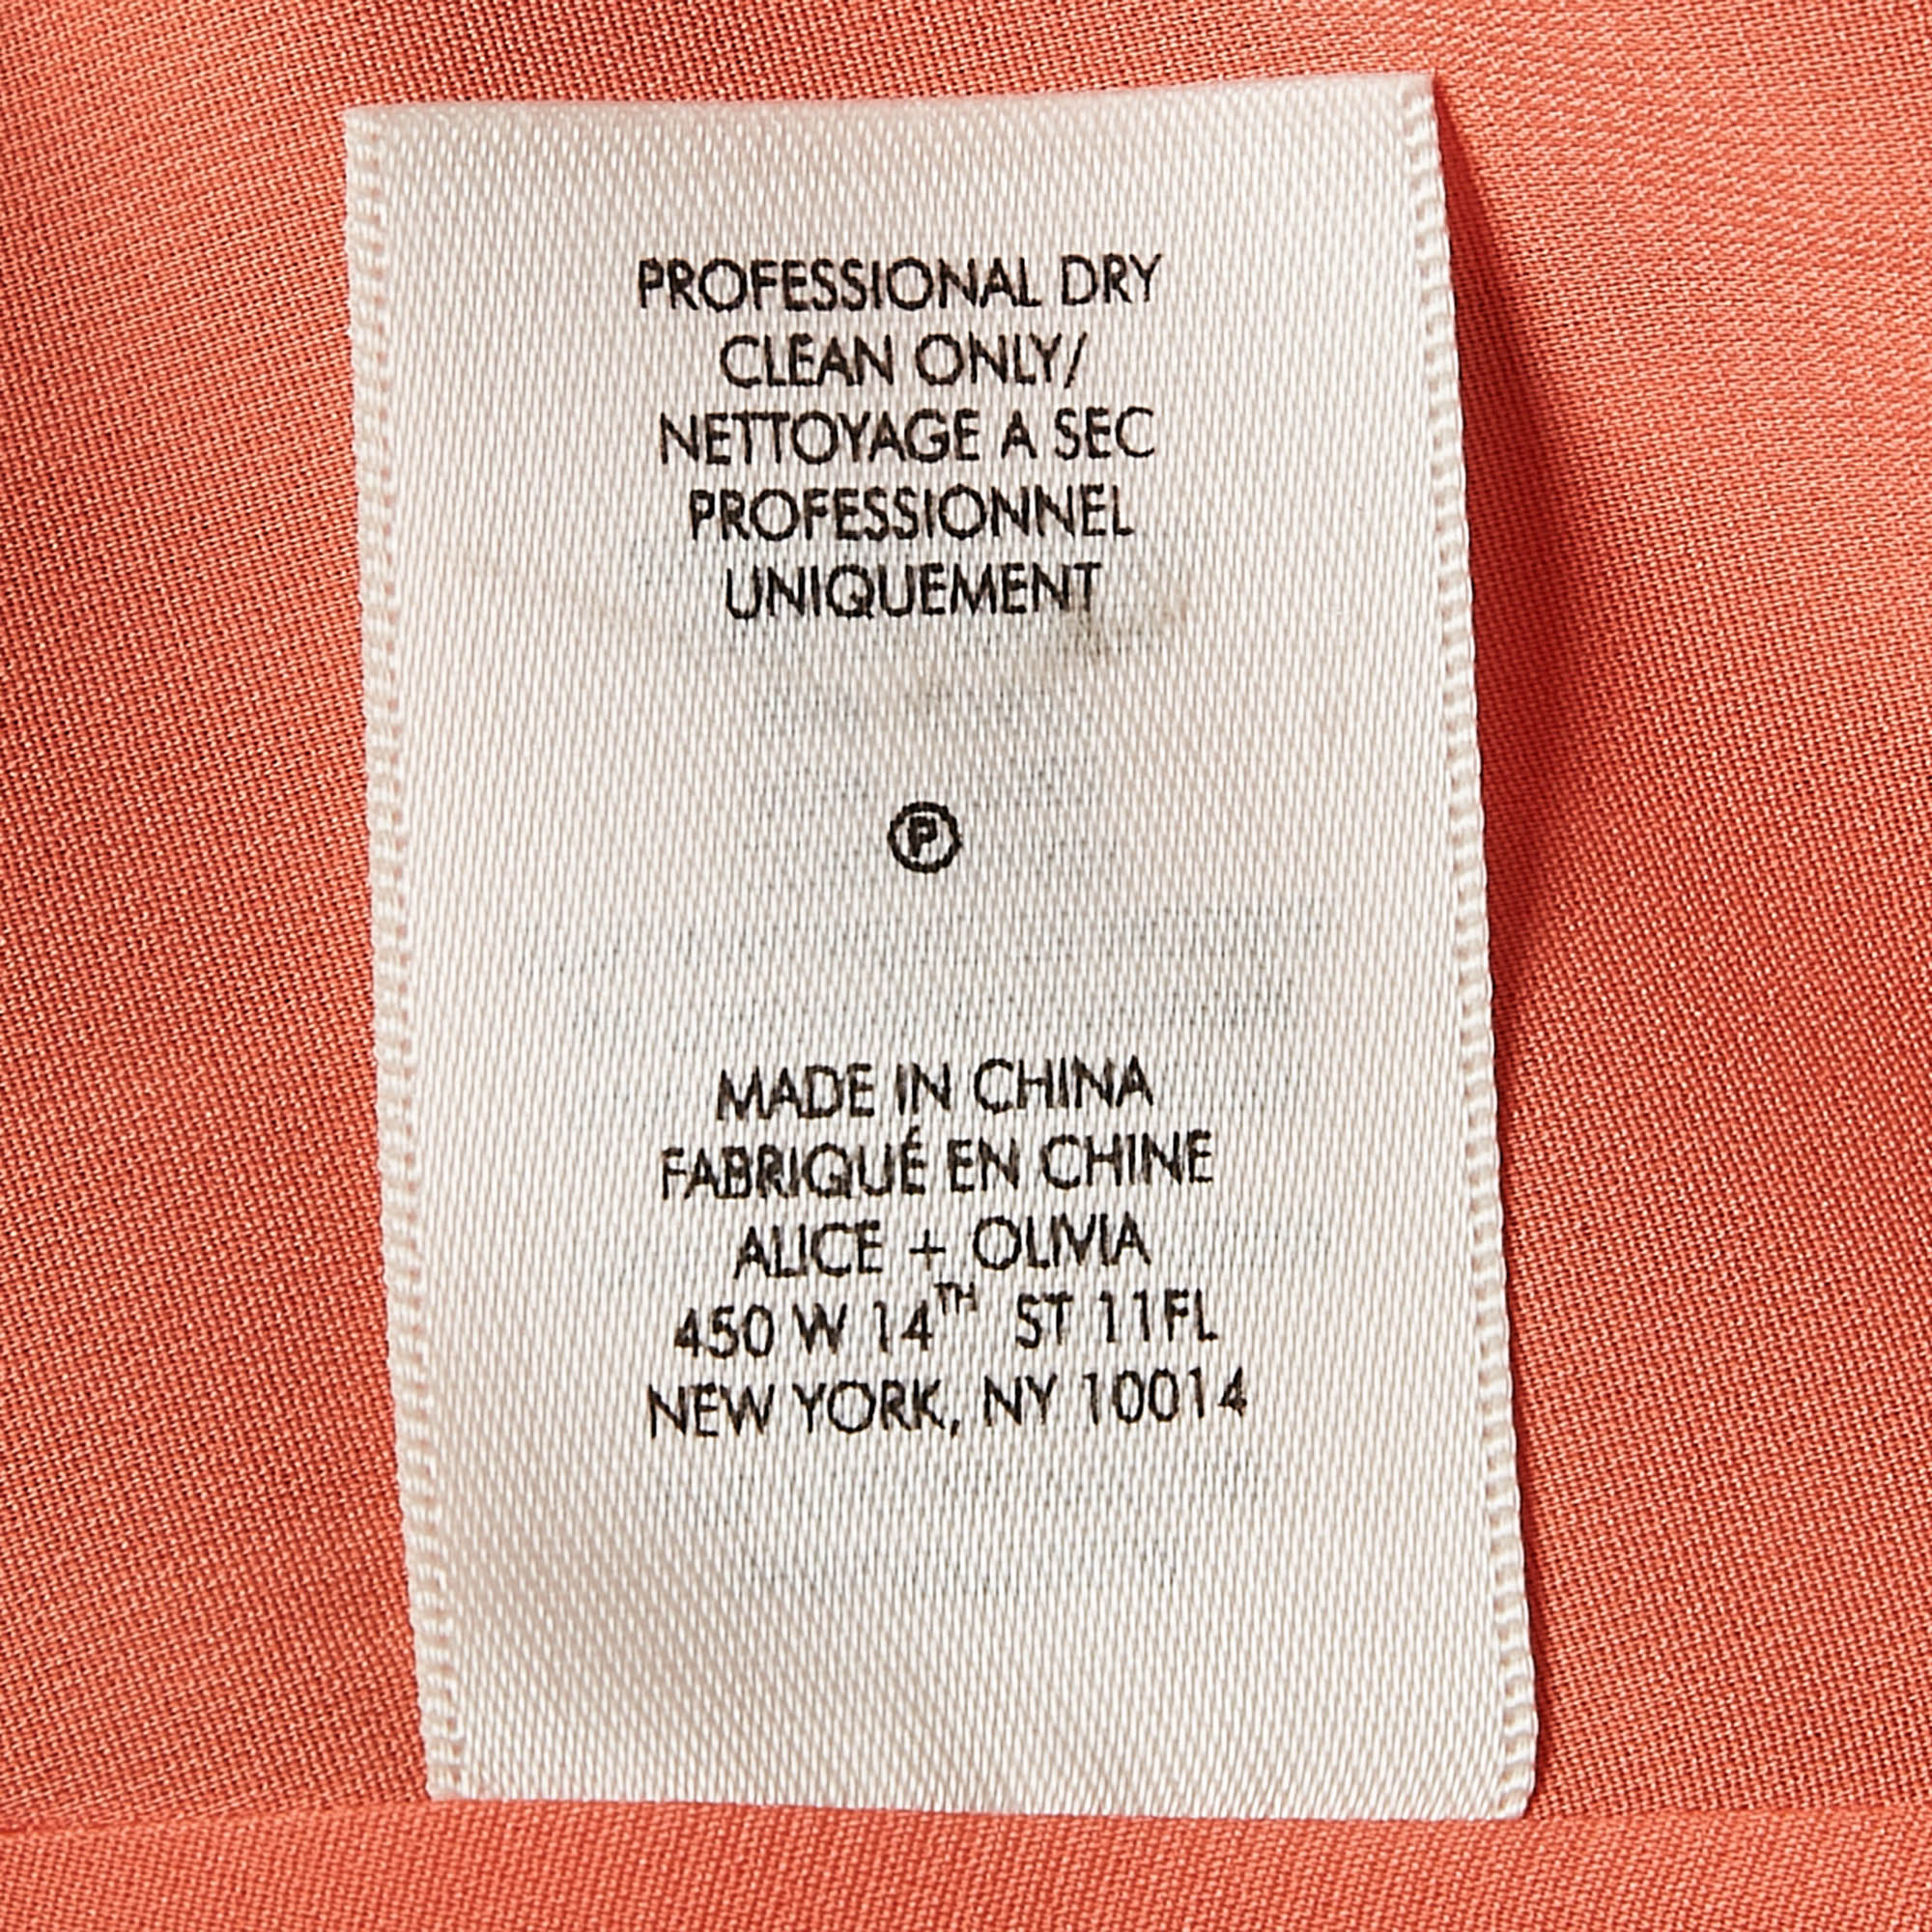 PROFESSIONAL DRY
CLEAN ONLY/
NETTOYAGE A SEC
PROFESSIONNEL
UNIQUEMENT
P
MADE IN CHINA
FABRIQUÉ EN CHINE
ALICE + OLIVIA
450 W 14TH ST 11FL
NEW YORK, NY 10014